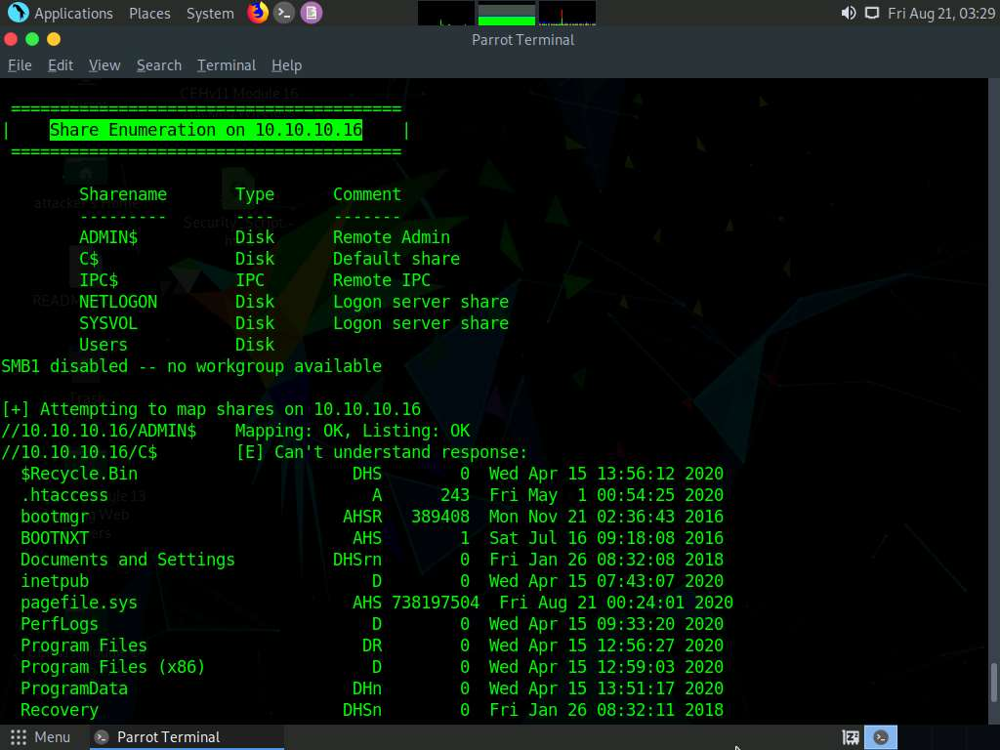 Applications Places System Fri Aug 21, 03:29
Parrot Terminal
File Edit View Search Terminal Help
CEHv11 Module 16
========================================
| Share Enumeration on 10.10.10.16 |
========================================
Sharename Type Comment
--------- ---- -------
ADMIN$ Disk Remote Admin
C$ Disk Default share
IPC$ IPC Remote IPC
NETLOGON Disk Logon server share
SYSVOL Disk Logon server share
Users Disk
SMB1 disabled -- no workgroup available
[+] Attempting to map shares on 10.10.10.16
//10.10.10.16/ADMIN$ Mapping: OK, Listing: OK
//10.10.10.16/C$ [E] Can't understand response:
$Recycle.Bin DHS 0 Wed Apr 15 13:56:12 2020
.htaccess A 243 Fri May 1 00:54:25 2020
bootmgr AHSR 389408 Mon Nov 21 02:36:43 2016
BOOTNXT AHS 1 Sat Jul 16 09:18:08 2016
Documents and Settings DHSrn 0 Fri Jan 26 08:32:08 2018
inetpub D 0 Wed Apr 15 07:43:07 2020
pagefile.sys AHS 738197504 Fri Aug 21 00:24:01 2020
PerfLogs D 0 Wed Apr 15 09:33:20 2020
Program Files DR 0 Wed Apr 15 12:56:27 2020
Program Files (x86) D 0 Wed Apr 15 12:59:03 2020
ProgramData DHn 0 Wed Apr 15 13:51:17 2020
Recovery DHSn 0 Fri Jan 26 08:32:11 2018
Menu Parrot Terminal